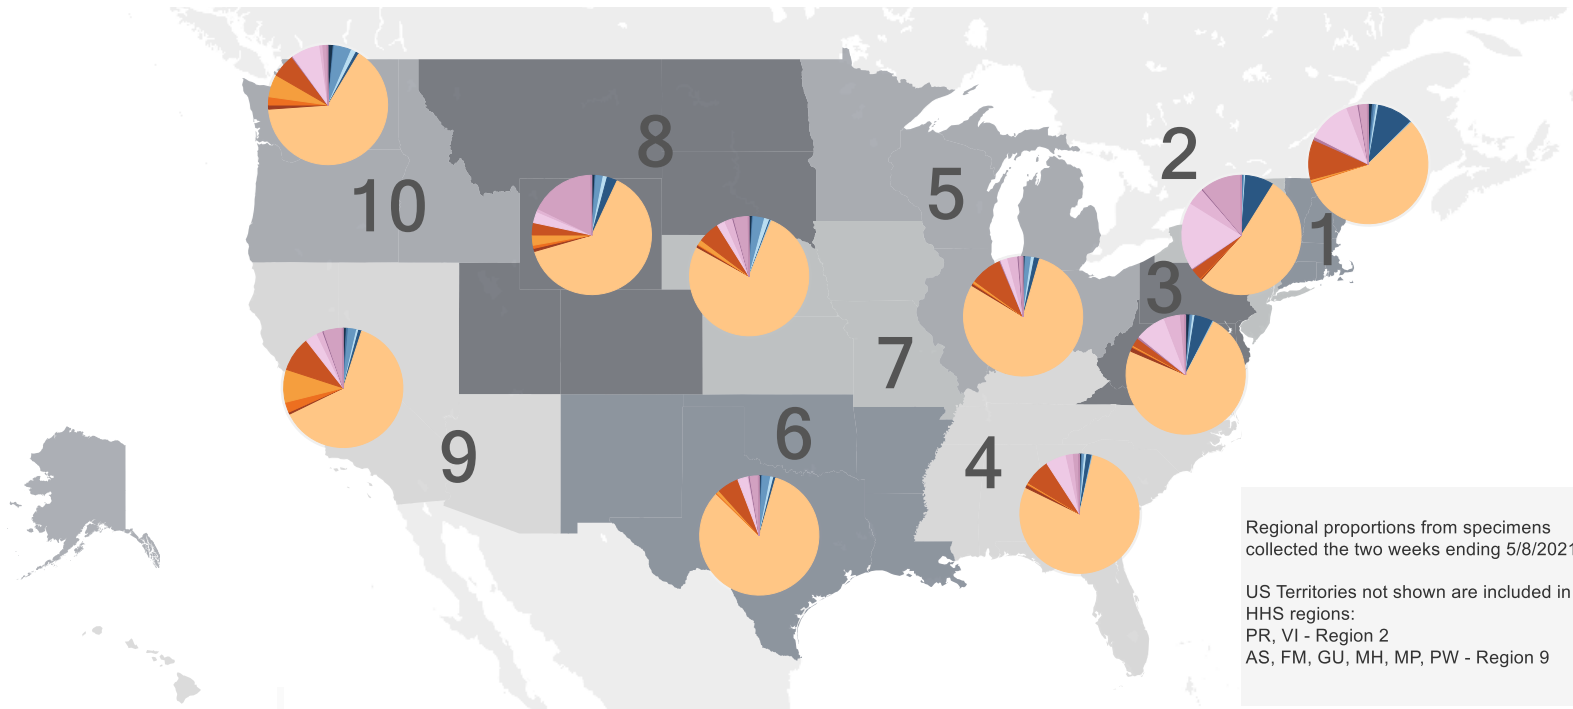 8
2
10
5
1
3
7
6
9
4
Regional proportions from specimens
collected the two weeks ending 5/8/2021
US Territories not shown are included in
HHS regions:
PR, VI - Region 2
AS, FM, GU, MH, MP, PW - Region 9